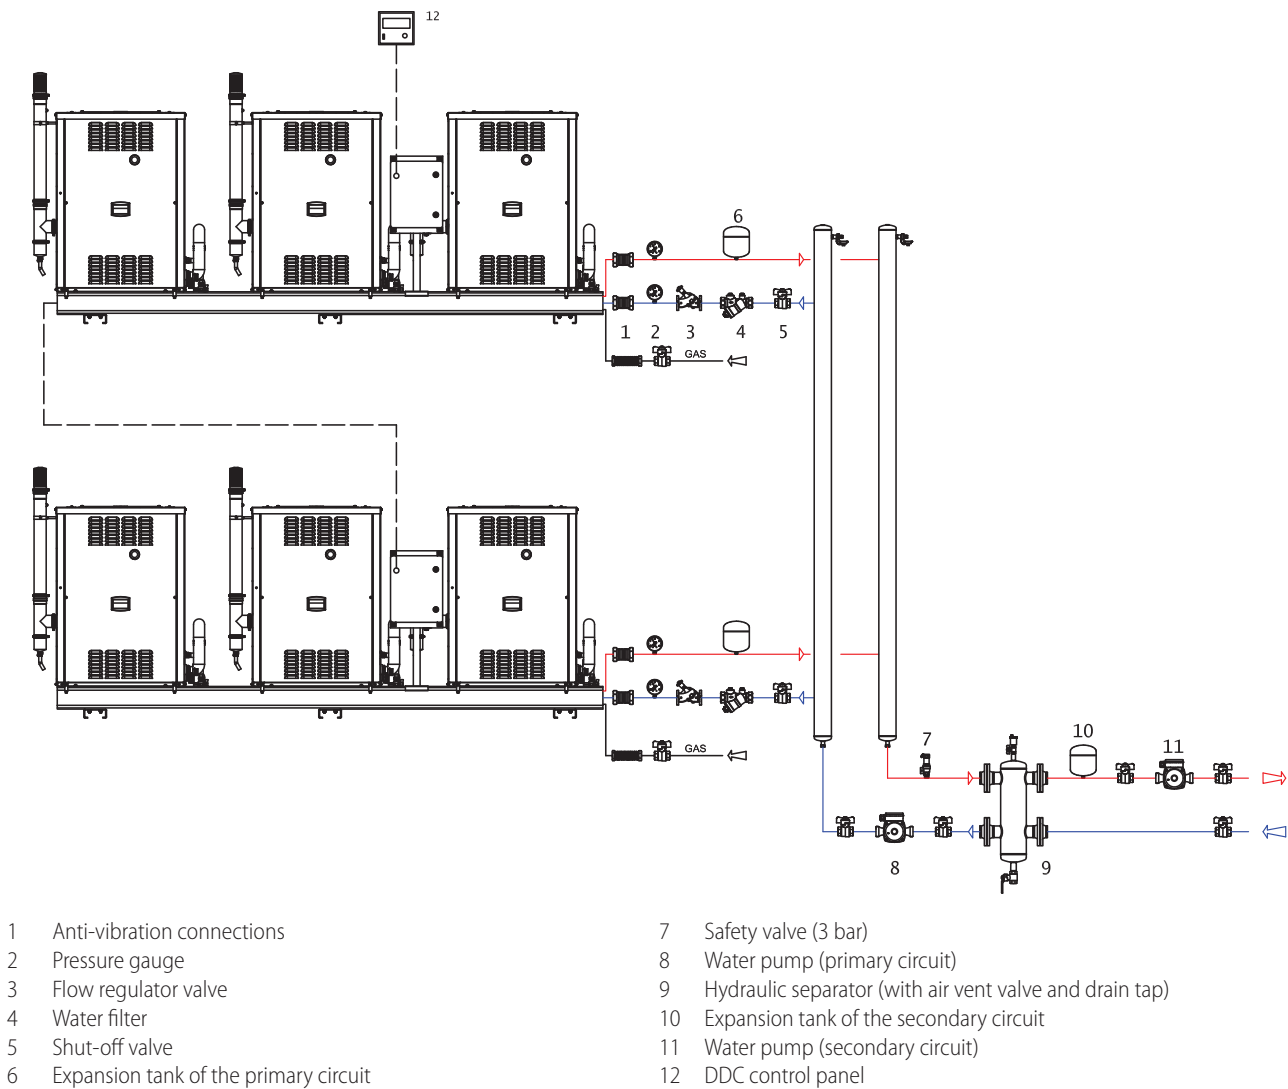 12
6
1 2 3 4 5
GAS
GAS
7
10
11
8
9
1 Anti-vibration connections
2 Pressure gauge
3 Flow regulator valve
4 Water filter
5 Shut-off valve
6 Expansion tank of the primary circuit
7 Safety valve (3 bar)
8 Water pump (primary circuit)
9 Hydraulic separator (with air vent valve and drain tap)
10 Expansion tank of the secondary circuit
11 Water pump (secondary circuit)
12 DDC control panel